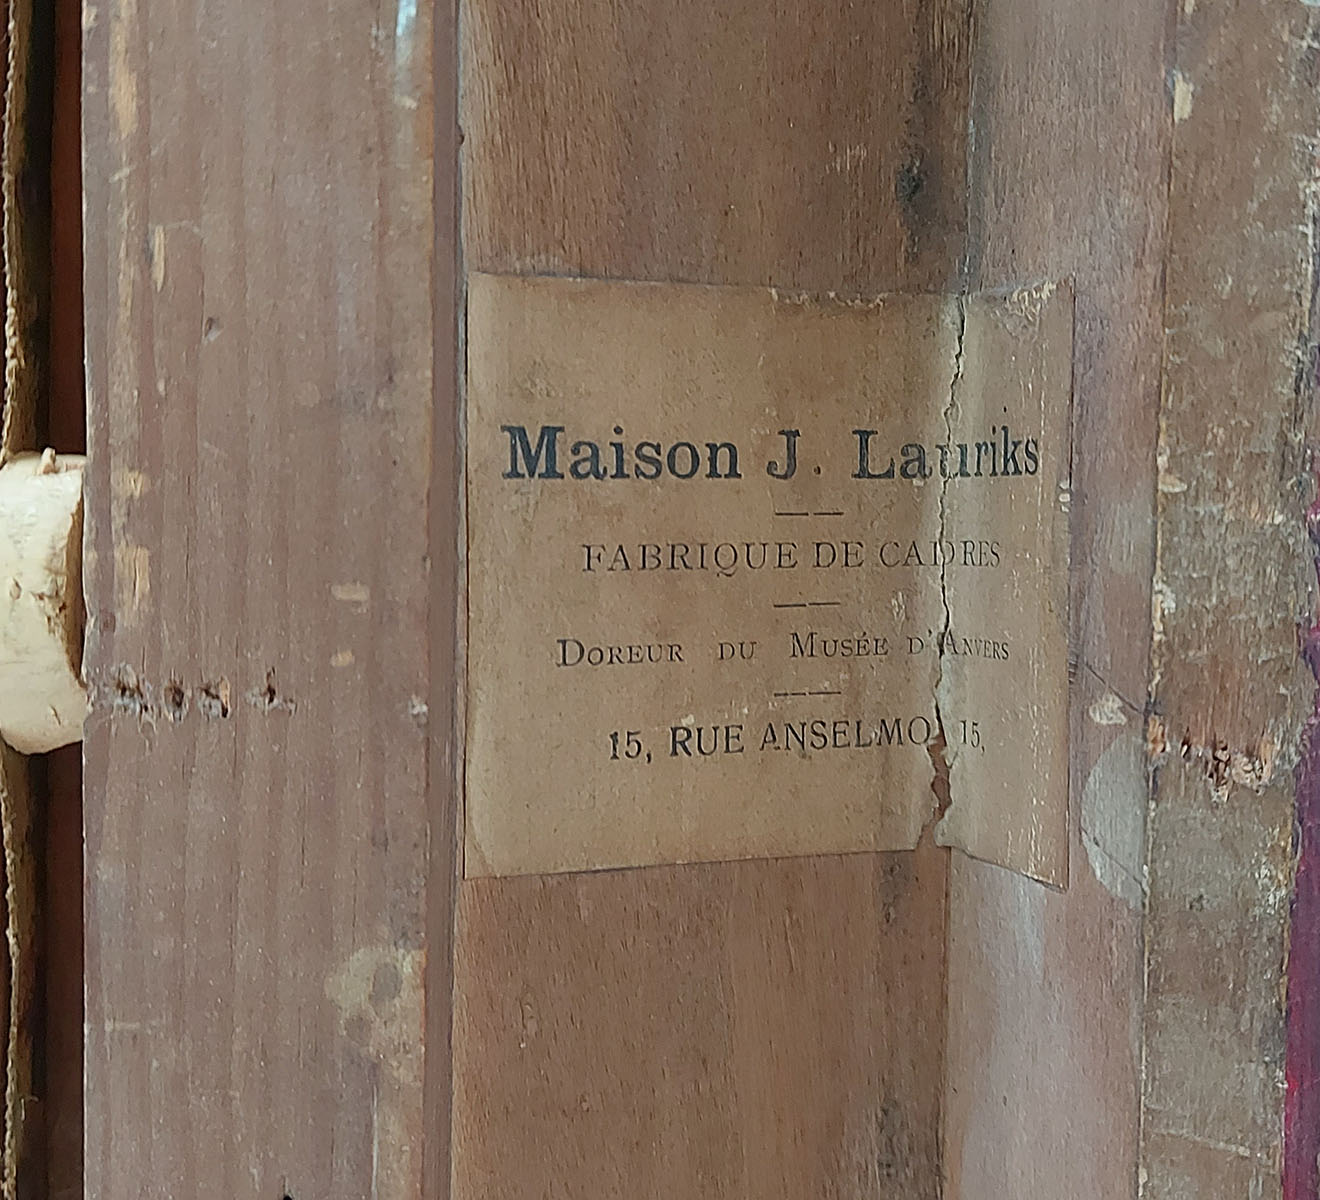 Maison J. Lauriks
FABRIQUE DE CADRES
DOREUR DU MUSÉE D'ANVERS
15, RUE ANSELMO, 15,